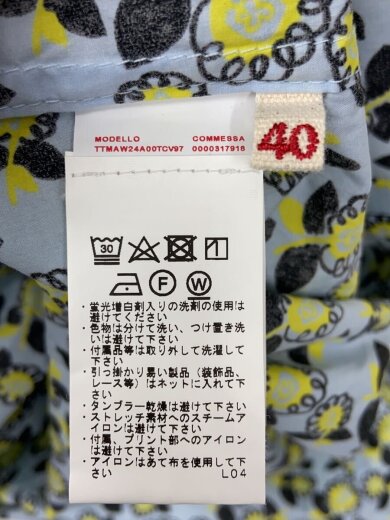 40
MODELLO COMMESSA
TTMAW24A00TCV97 0000317916
30
F W
・蛍光増白剤入りの洗剤の使用は
避けてください
・色物は分けて洗い、つけ置き洗
いは避けて下さい
・付属品等は取り外して洗濯して
下さい
・引っ掛かり易い製品（装飾品、
レース等）はネットに入れて下
さい
・タンブラー乾燥は避けて下さい
・ストレッチ素材へのスチームア
イロンは避けて下さい
・付属、プリント部へのアイロン
は避けて下さい
・アイロンはあて布を使用して下
さい L04